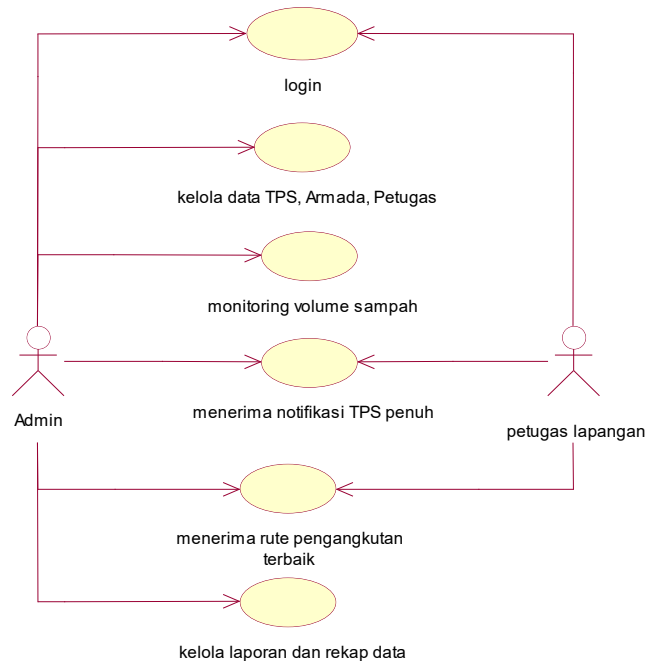 login
kelola data TPS, Armada, Petugas
monitoring volume sampah
menerima notifikasi TPS penuh
Admin
petugas lapangan
menerima rute pengangkutan
terbaik
kelola laporan dan rekap data